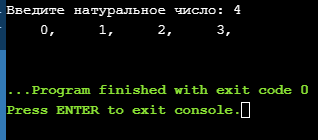 Введите натуральное число: 4
0, 1, 2, 3,
...Program finished with exit code 0
Press ENTER to exit console.